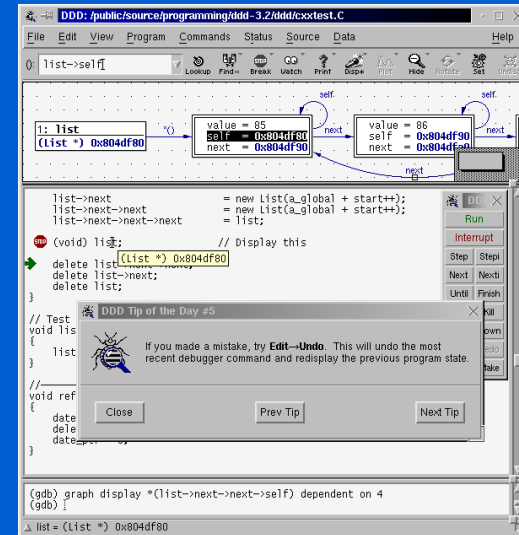 DDD: /public/source/programming/ddd-3.2/ddd/cxxtest.C
File Edit View Program Commands Status Source Data Help
(): list->self
Lookup Find» Break Watch Print Disp» Plot Hide Rotate Set Undisp
1: list
(List *) 0x804df80
*()
value = 85
self = 0x804df80
next = 0x804df90
self
next
value = 86
self = 0x804df90
next =
self
next
next
list->next = new List(a_global + start++);
list->next->next = new List(a_global + start++);
list->next->next->next = list;
STOP (void) list; // Display this
(List *) 0x804df80
delete list
delete list->next;
delete list;
}
// Test
void lis
{
list
}
//
void ref
{
date
dele
date_ptr
}
DD
Run
Interrupt
Step Stepi
Next Nexti
Until Finish
Kill
own
edo
Make
DDD Tip of the Day #5
If you made a mistake, try Edit→Undo. This will undo the most
recent debugger command and redisplay the previous program state.
Close Prev Tip Next Tip
(gdb) graph display *(list->next->next->self) dependent on 4
(gdb)
list = (List *) 0x804df80